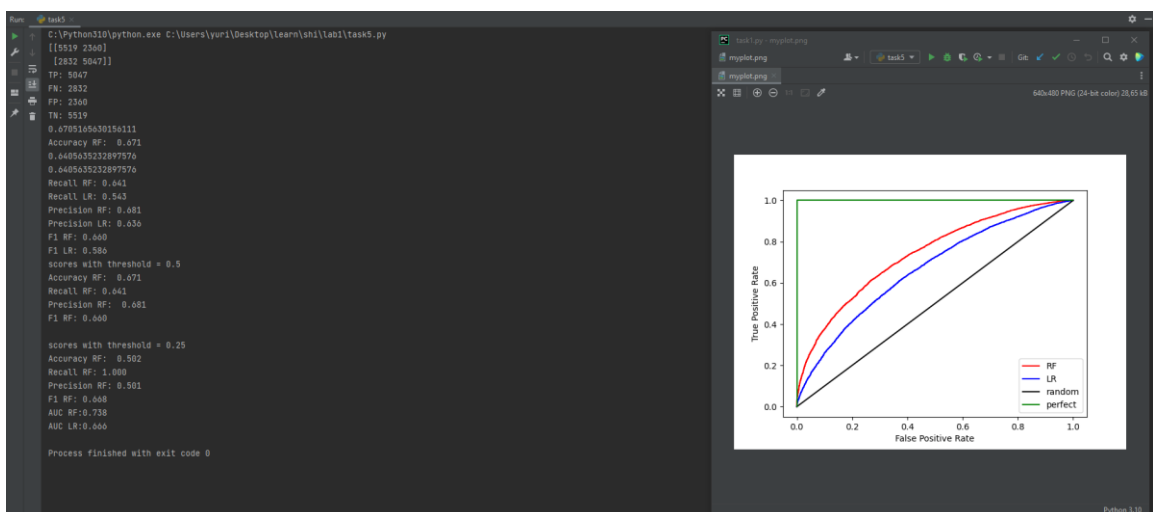 Run: task5
C:\Python310\python.exe C:\Users\yuri\Desktop\learn\shi\lab1\task5.py
[[5519 2360]
[2832 5047]]
TP: 5047
FN: 2832
FP: 2360
TN: 5519
0.6705165630156111
Accuracy RF: 0.671
0.6405635232897576
0.6405635232897576
Recall RF: 0.641
Recall LR: 0.543
Precision RF: 0.681
Precision LR: 0.636
F1 RF: 0.660
F1 LR: 0.586
scores with threshold = 0.5
Accuracy RF: 0.671
Recall RF: 0.641
Precision RF: 0.681
F1 RF: 0.660
scores with threshold = 0.25
Accuracy RF: 0.502
Recall RF: 1.000
Precision RF: 0.501
F1 RF: 0.668
AUC RF:0.738
AUC LR:0.666
Process finished with exit code 0
task1.py - myplot.png
myplot.png task5 Git:
myplot.png
640x480 PNG (24-bit color) 28,65 kB
1.0
0.8
0.6
0.4
0.2
0.0
True Positive Rate
RF
LR
random
perfect
0.0 0.2 0.4 0.6 0.8 1.0
False Positive Rate
Python 3.10